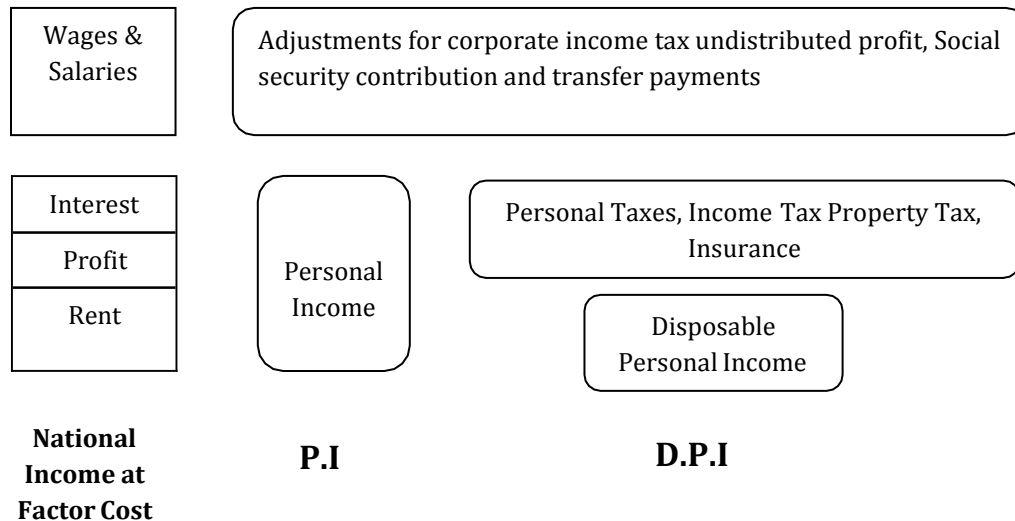 Wages &
Salaries
Adjustments for corporate income tax undistributed profit, Social
security contribution and transfer payments
Interest
Profit
Rent
Personal
Income
Personal Taxes, Income Tax Property Tax,
Insurance
Disposable
Personal Income
National
Income at
Factor Cost
P.I
D.P.I